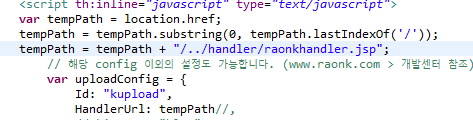 <script th:inline="javascript" type="text/javascript">
var tempPath = location.href;
tempPath = tempPath.substring(0, tempPath.lastIndexOf('/'));
tempPath = tempPath + "/../handler/raonkhandler.jsp";
// 해당 config 이외의 설정도 가능합니다. (www.raonk.com > 개발센터 참조)
var uploadConfig = {
Id: "kupload",
HandlerUrl: tempPath//,